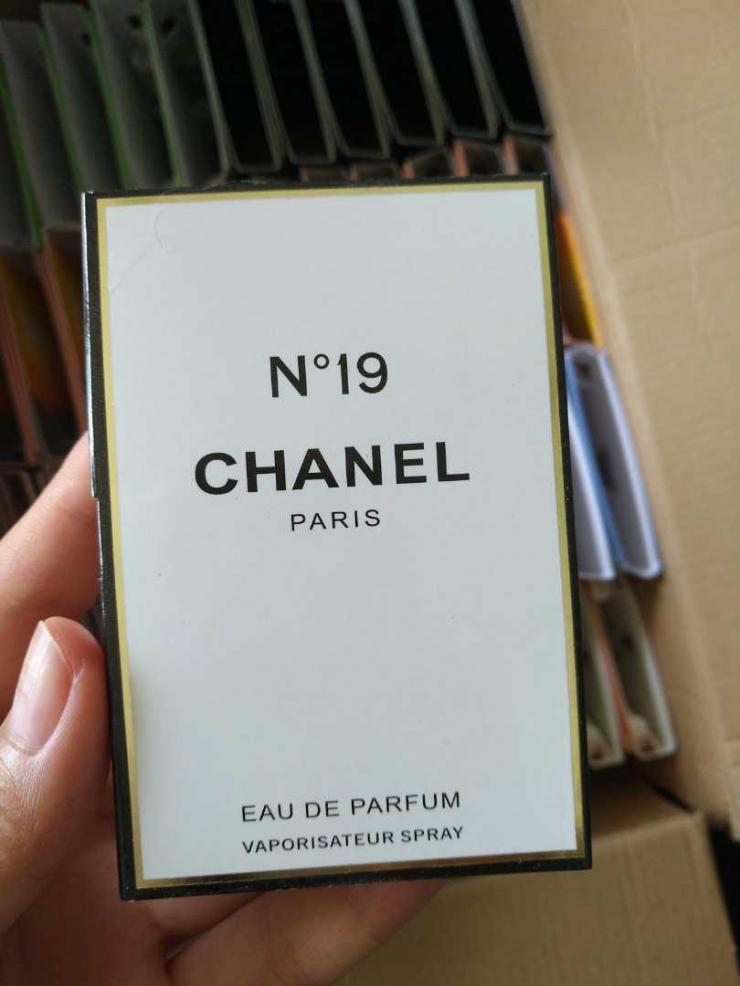 N°19
CHANEL
PARIS
EAU DE PARFUM
VAPORISATEUR SPRAY